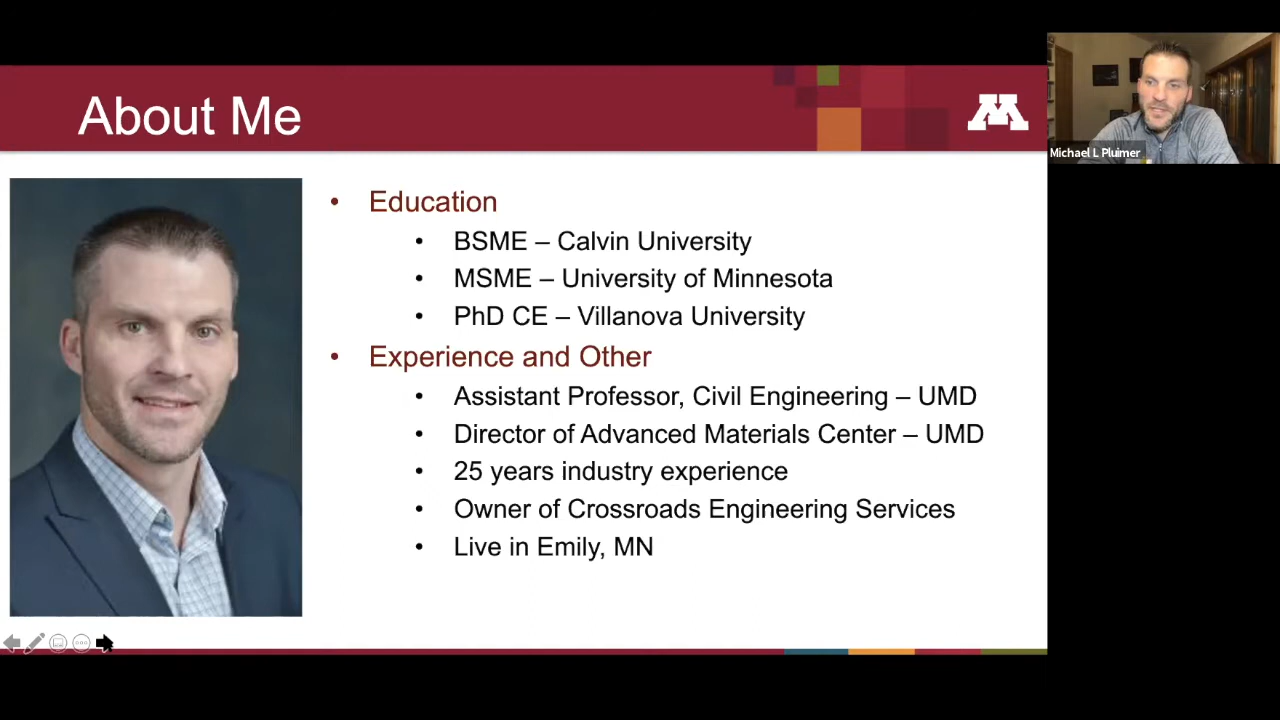 About Me
M
Michael L Pluimer
• Education
• BSME – Calvin University
• MSME – University of Minnesota
• PhD CE – Villanova University
• Experience and Other
• Assistant Professor, Civil Engineering – UMD
• Director of Advanced Materials Center – UMD
• 25 years industry experience
• Owner of Crossroads Engineering Services
• Live in Emily, MN